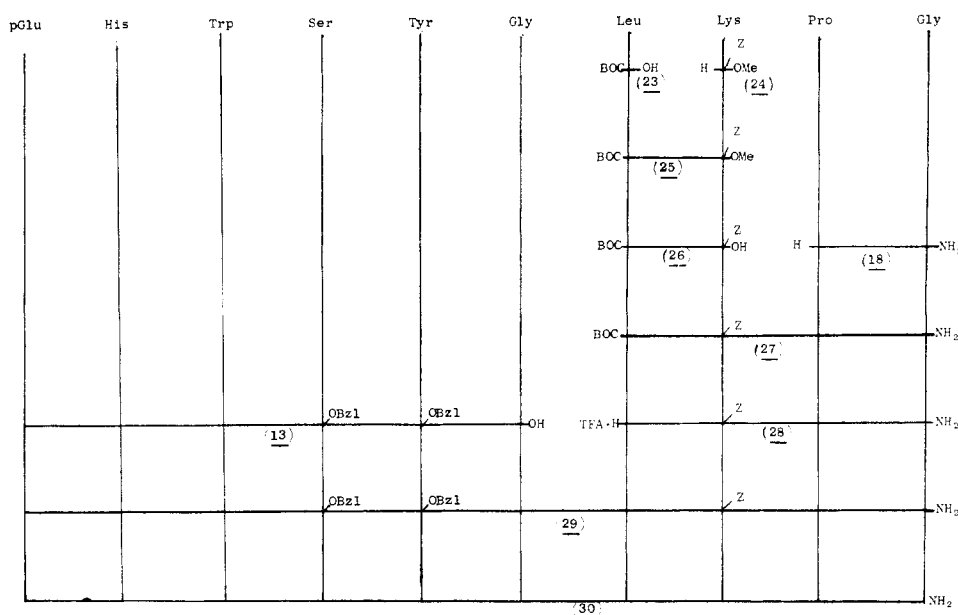 pGlu His Trp Ser Tyr Gly Leu Lys Pro Gly
Z
BOC OH H OMe
(23) (24)
Z
BOC OMe
(25)
Z
BOC OH H NH2
(26) (18)
BOC Z NH2
(27)
OBzl OBzl Z
OH TFA·H NH2
(13) (28)
OBzl OBzl Z
NH2
(29)
NH2
(30)